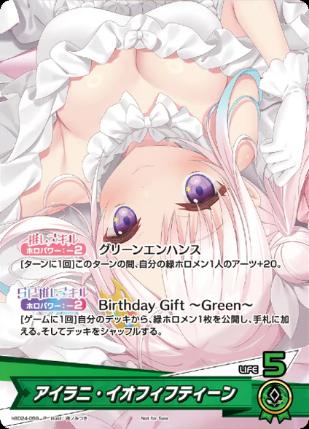 推しスキル
ホロパワー:-2
グリーンエンハンス
[ターンに1回]このターンの間、自分の緑ホロメン1人のアーツ+20。
SP推しスキル
ホロパワー:-2
Birthday Gift ～Green～
[ゲームに1回]自分のデッキから、緑ホロメン1枚を公開し、手札に加える。そしてデッキをシャッフルする。
LIFE 5
アイラニ・イオフィフティーン
Not for Sale